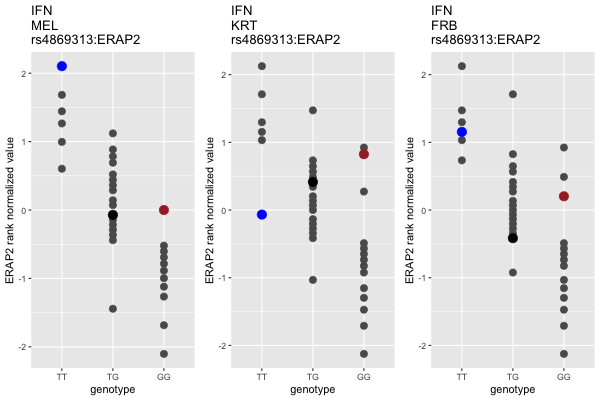 IFN
MEL
rs4869313:ERAP2
ERAP2 rank normalized value
2
1
0
-1
-2
TT TG GG
genotype
IFN
KRT
rs4869313:ERAP2
ERAP2 rank normalized value
2
1
0
-1
-2
TT TG GG
genotype
IFN
FRB
rs4869313:ERAP2
ERAP2 rank normalized value
2
1
0
-1
-2
TT TG GG
genotype